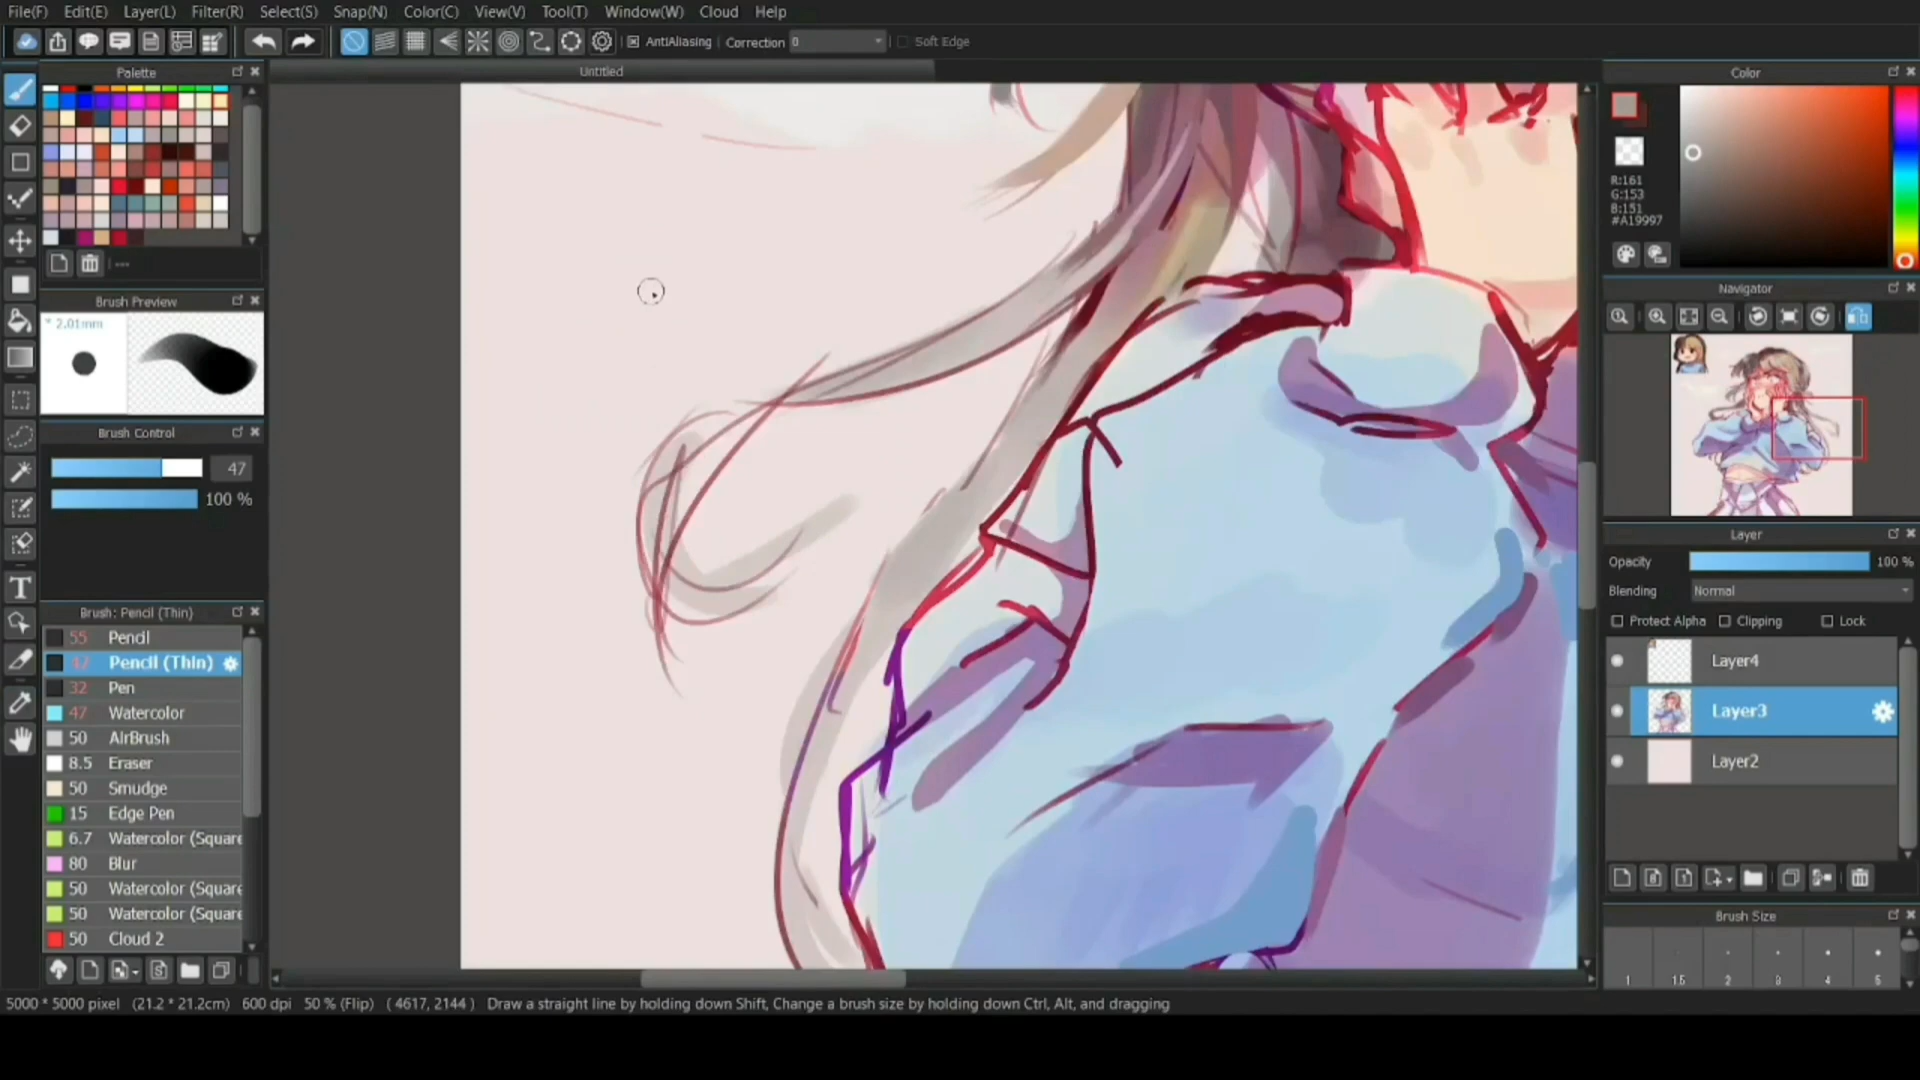 File(F) Edit(E) Layer(L) Filter(R) Select(S) Snap(N) Color(C) View(V) Tool(T) Window(W) Cloud Help
AntiAliasing Correction 0 Soft Edge
Palette
Untitled
Color
R:161
G:153
B:151
#A19997
Navigator
Brush Preview
* 2.01mm
Brush Control
47
100 %
Brush: Pencil (Thin)
55 Pencil
47 Pencil (Thin)
32 Pen
47 Watercolor
50 AirBrush
8.5 Eraser
50 Smudge
15 Edge Pen
6.7 Watercolor (Square
80 Blur
50 Watercolor (Square
50 Watercolor (Square
50 Cloud 2
Layer
Opacity 100 %
Blending Normal
Protect Alpha Clipping Lock
Layer4
Layer3
Layer2
Brush Size
1 1.5 2 3 4 5
5000 * 5000 pixel (21.2 * 21.2cm) 600 dpi 50 % (Flip) ( 4617, 2144 ) Draw a straight line by holding down Shift, Change a brush size by holding down Ctrl, Alt, and dragging